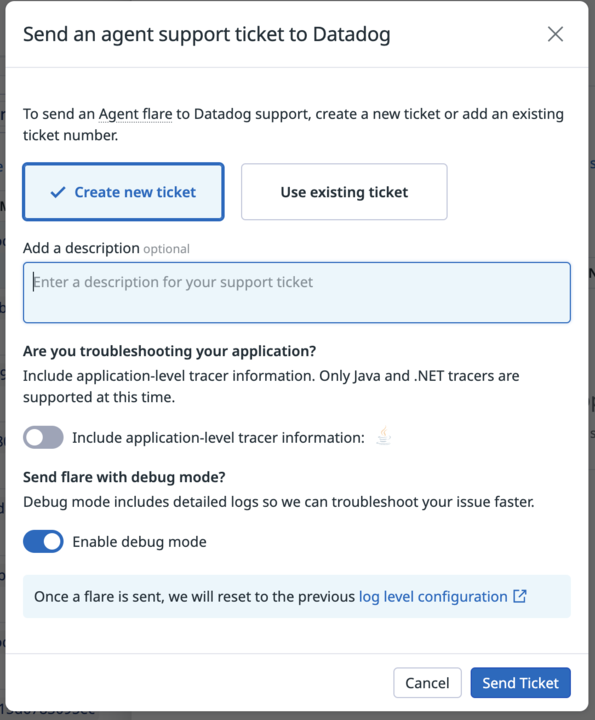 Send an agent support ticket to Datadog
To send an Agent flare to Datadog support, create a new ticket or add an existing
ticket number.
Create new ticket
Use existing ticket
Add a description optional
Enter a description for your support ticket
Are you troubleshooting your application?
Include application-level tracer information. Only Java and .NET tracers are
supported at this time.
Include application-level tracer information:
Send flare with debug mode?
Debug mode includes detailed logs so we can troubleshoot your issue faster.
Enable debug mode
Once a flare is sent, we will reset to the previous log level configuration
Cancel
Send Ticket